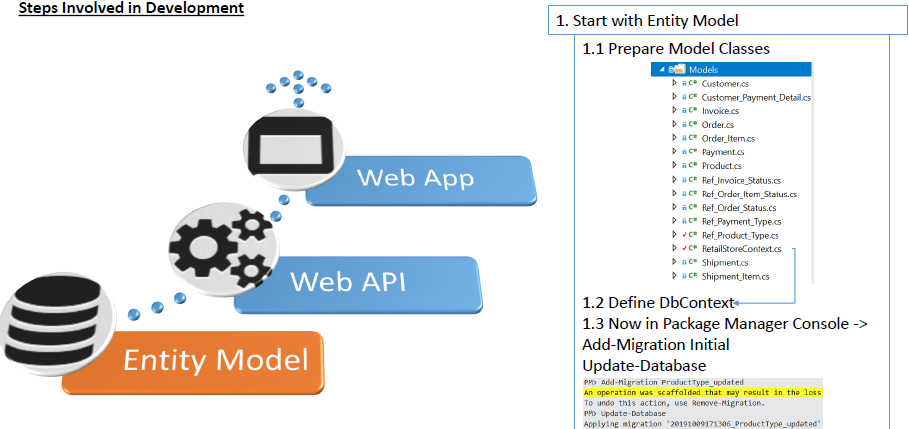 Steps Involved in Development
Web App
Web API
Entity Model
1. Start with Entity Model
1.1 Prepare Model Classes
Models
C# Customer.cs
C# Customer_Payment_Detail.cs
C# Invoice.cs
C# Order.cs
C# Order_Item.cs
C# Payment.cs
C# Product.cs
C# Ref_Invoice_Status.cs
C# Ref_Order_Item_Status.cs
C# Ref_Order_Status.cs
C# Ref_Payment_Type.cs
C# Ref_Product_Type.cs
C# RetailStoreContext.cs
C# Shipment.cs
C# Shipment_Item.cs
1.2 Define DbContext
1.3 Now in Package Manager Console ->
Add-Migration Initial
Update-Database
PM> Add-Migration ProductType_updated
An operation was scaffolded that may result in the loss
To undo this action, use Remove-Migration.
PM> Update-Database
Applying migration '20191009171306_ProductType_updated'